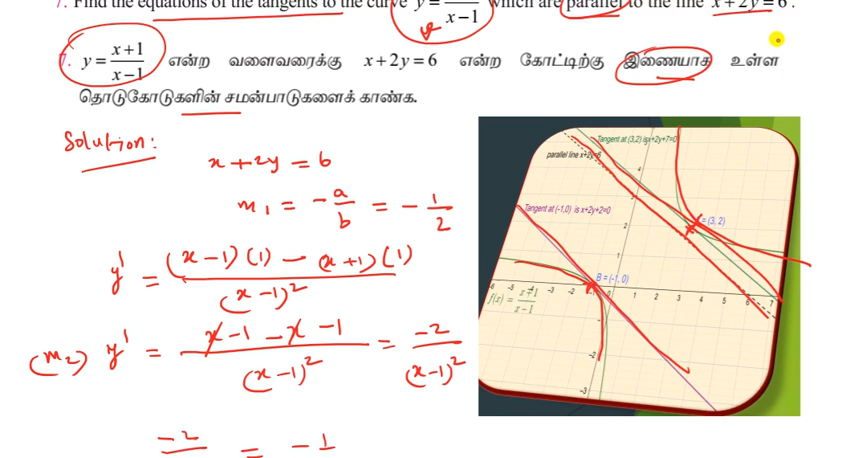 7. Find the equations of the tangents to the curve y = x-1 which are parallel to the line x + 2y = 6.
7. y = x+1 / x-1 என்ற வளைவரைக்கு x+2y = 6 என்ற கோட்டிற்கு இணையாக உள்ள
தொடுகோடுகளின் சமன்பாடுகளைக் காண்க.
Solution:
x + 2y = 6
m₁ = -a/b = -1/2
y' = (x-1)(1) - (x+1)(1) / (x-1)²
(m₂) y' = x-1-x-1 / (x-1)² = -2 / (x-1)²
-2 = -1
Tangent at (3,2) is x+2y+7=0
parallel line x+2y=6
= (3, 2)
Tangent at (-1,0) is x+2y+2=0
B = (-1, 0)
f(x) = x+1 / x-1